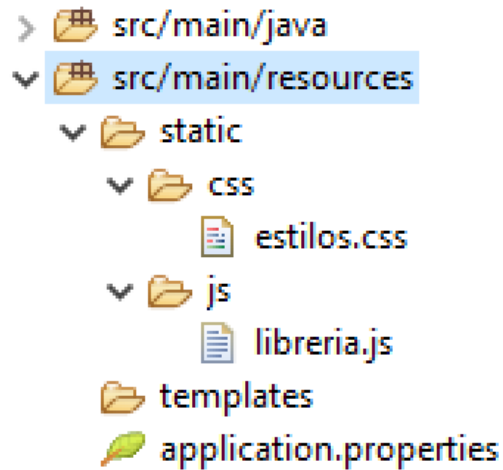 src/main/java
src/main/resources
static
css
estilos.css
js
libreria.js
templates
application.properties